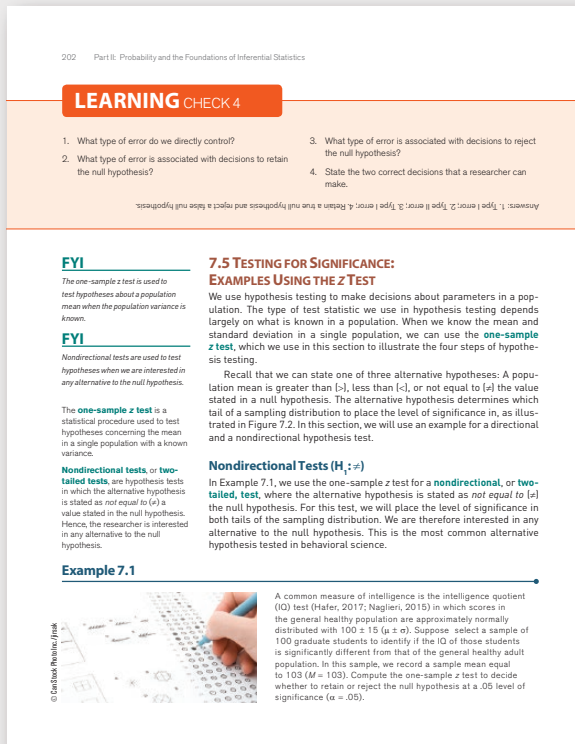 202 Part II: Probability and the Foundations of Inferential Statistics
LEARNING CHECK 4
1. What type of error do we directly control?
2. What type of error is associated with decisions to retain
the null hypothesis?
3. What type of error is associated with decisions to reject
the null hypothesis?
4. State the two correct decisions that a researcher can
make.
Answers: 1. Type I error; 2. Type II error; 3. Type I error; 4. Retain a true null hypothesis and reject a false null hypothesis.
FYI
The one-sample z test is used to
test hypotheses about a population
mean when the population variance is
known.
FYI
Nondirectional tests are used to test
hypotheses when we are interested in
any alternative to the null hypothesis.
The one-sample z test is a
statistical procedure used to test
hypotheses concerning the mean
in a single population with a known
variance.
Nondirectional tests, or two-
tailed tests, are hypothesis tests
in which the alternative hypothesis
is stated as not equal to (≠) a
value stated in the null hypothesis.
Hence, the researcher is interested
in any alternative to the null
hypothesis.
7.5 TESTING FOR SIGNIFICANCE:
EXAMPLES USING THE Z TEST
We use hypothesis testing to make decisions about parameters in a pop-
ulation. The type of test statistic we use in hypothesis testing depends
largely on what is known in a population. When we know the mean and
standard deviation in a single population, we can use the one-sample
z test, which we use in this section to illustrate the four steps of hypothe-
sis testing.
Recall that we can state one of three alternative hypotheses: A popu-
lation mean is greater than (>), less than (<), or not equal to (≠) the value
stated in a null hypothesis. The alternative hypothesis determines which
tail of a sampling distribution to place the level of significance in, as illus-
trated in Figure 7.2. In this section, we will use an example for a directional
and a nondirectional hypothesis test.
Nondirectional Tests (H₁: ≠)
In Example 7.1, we use the one-sample z test for a nondirectional, or two-
tailed, test, where the alternative hypothesis is stated as not equal to (≠)
the null hypothesis. For this test, we will place the level of significance in
both tails of the sampling distribution. We are therefore interested in any
alternative to the null hypothesis. This is the most common alternative
hypothesis tested in behavioral science.
Example 7.1
© CanStock Photo Inc./jirsak
A common measure of intelligence is the intelligence quotient
(IQ) test (Hafer, 2017; Naglieri, 2015) in which scores in
the general healthy population are approximately normally
distributed with 100 ± 15 (μ ± σ). Suppose select a sample of
100 graduate students to identify if the IQ of those students
is significantly different from that of the general healthy adult
population. In this sample, we record a sample mean equal
to 103 (M = 103). Compute the one-sample z test to decide
whether to retain or reject the null hypothesis at a .05 level of
significance (α = .05).